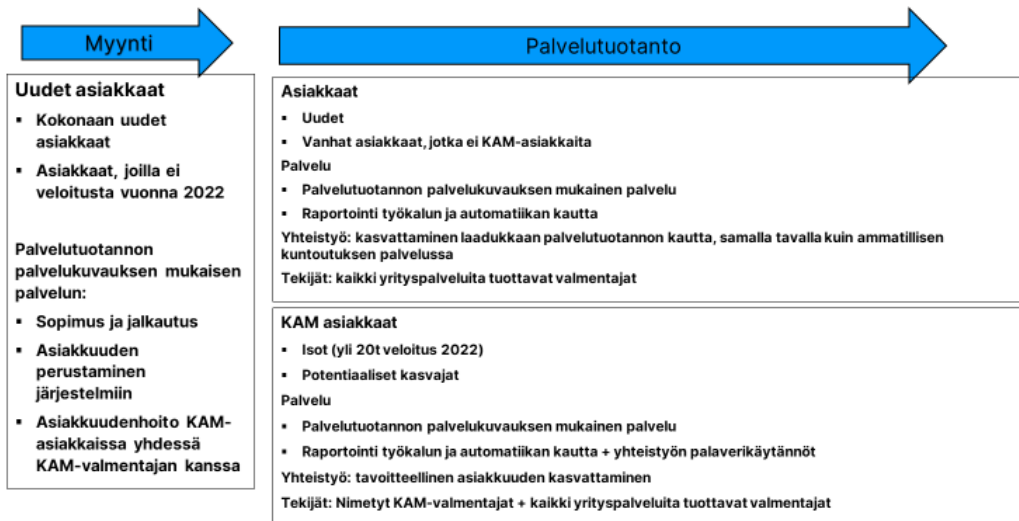 Myynti
Palvelutuotanto
Uudet asiakkaat
▪ Kokonaan uudet
asiakkaat
▪ Asiakkaat, joilla ei
veloitusta vuonna 2022
Palvelutuotannon
palvelukuvauksen mukaisen
palvelun:
▪ Sopimus ja jalkautus
▪ Asiakkuuden
perustaminen
järjestelmiin
▪ Asiakkuudenhoito KAM-
asiakkaissa yhdessä
KAM-valmentajan kanssa
Asiakkaat
▪ Uudet
▪ Vanhat asiakkaat, jotka ei KAM-asiakkaita
Palvelu
▪ Palvelutuotannon palvelukuvauksen mukainen palvelu
▪ Raportointi työkalun ja automatiikan kautta
Yhteistyö: kasvattaminen laadukkaan palvelutuotannon kautta, samalla tavalla kuin ammatillisen
kuntoutuksen palvelussa
Tekijät: kaikki yrityspalveluita tuottavat valmentajat
KAM asiakkaat
▪ Isot (yli 20t veloitus 2022)
▪ Potentiaaliset kasvajat
Palvelu
▪ Palvelutuotannon palvelukuvauksen mukainen palvelu
▪ Raportointi työkalun ja automatiikan kautta + yhteistyön palaverikäytännöt
Yhteistyö: tavoitteellinen asiakkuuden kasvattaminen
Tekijät: Nimetyt KAM-valmentajat + kaikki yrityspalveluita tuottavat valmentajat